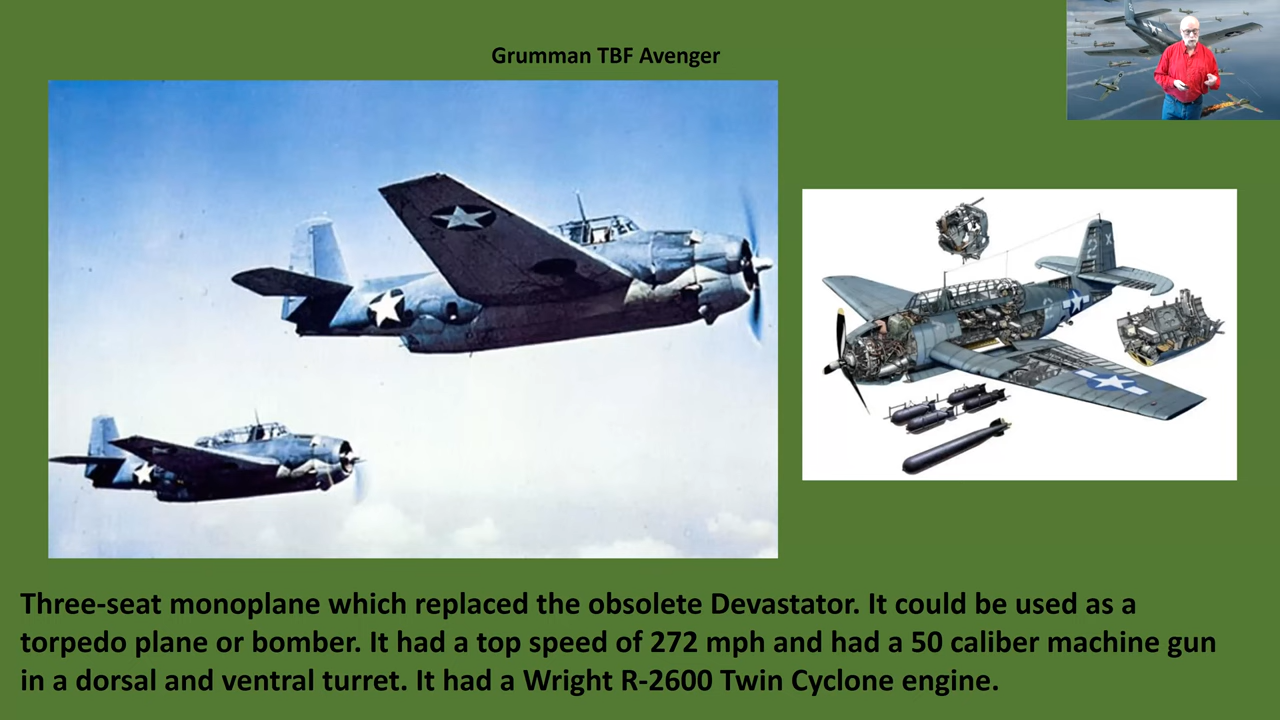 Grumman TBF Avenger
Three-seat monoplane which replaced the obsolete Devastator. It could be used as a
torpedo plane or bomber. It had a top speed of 272 mph and had a 50 caliber machine gun
in a dorsal and ventral turret. It had a Wright R-2600 Twin Cyclone engine.